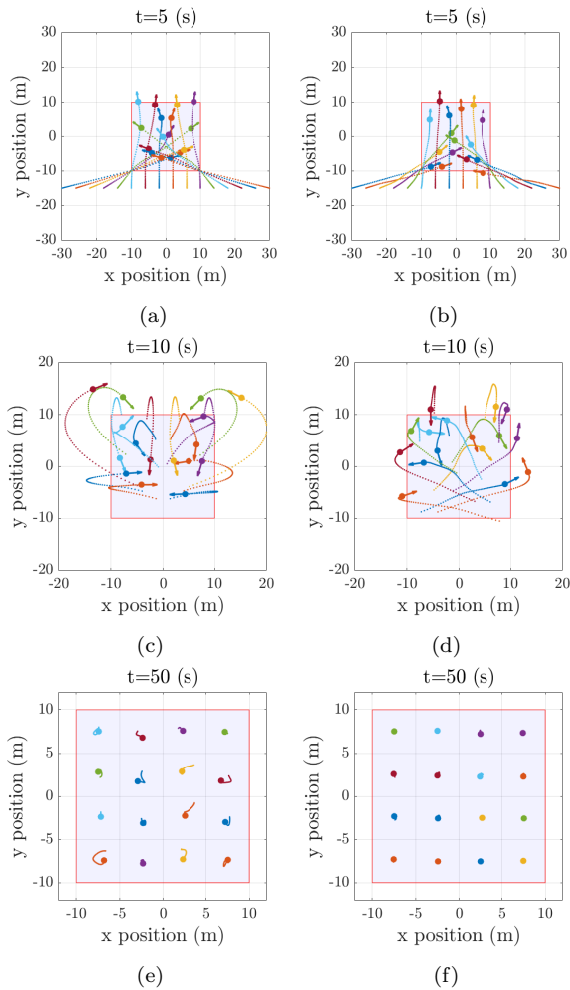 t=5 (s) t=5 (s)
30 30
20 20
10 10
0 0
-10 -10
-20 -20
-30 -30
y position (m) y position (m)
-30 -20 -10 0 10 20 30 -30 -20 -10 0 10 20 30
x position (m) x position (m)
(a) (b)
t=10 (s) t=10 (s)
20 20
10 10
0 0
-10 -10
-20 -20
y position (m) y position (m)
-20 -10 0 10 20 -20 -10 0 10 20
x position (m) x position (m)
(c) (d)
t=50 (s) t=50 (s)
10 10
5 5
0 0
-5 -5
-10 -10
y position (m) y position (m)
-10 -5 0 5 10 -10 -5 0 5 10
x position (m) x position (m)
(e) (f)